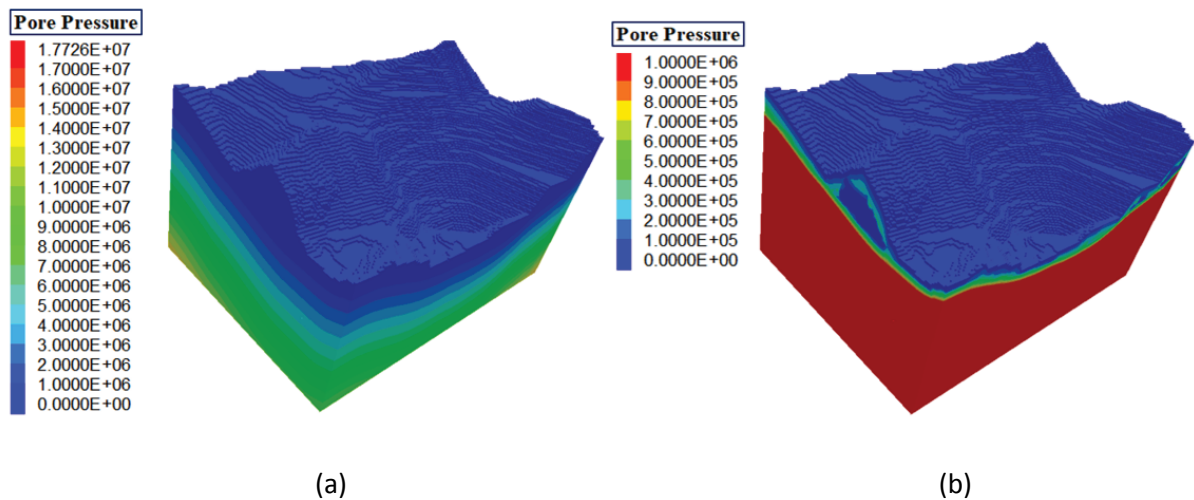 Pore Pressure
1.7726E+07
1.7000E+07
1.6000E+07
1.5000E+07
1.4000E+07
1.3000E+07
1.2000E+07
1.1000E+07
1.0000E+07
9.0000E+06
8.0000E+06
7.0000E+06
6.0000E+06
5.0000E+06
4.0000E+06
3.0000E+06
2.0000E+06
1.0000E+06
0.0000E+00
(a)
Pore Pressure
1.0000E+06
9.0000E+05
8.0000E+05
7.0000E+05
6.0000E+05
5.0000E+05
4.0000E+05
3.0000E+05
2.0000E+05
1.0000E+05
0.0000E+00
(b)